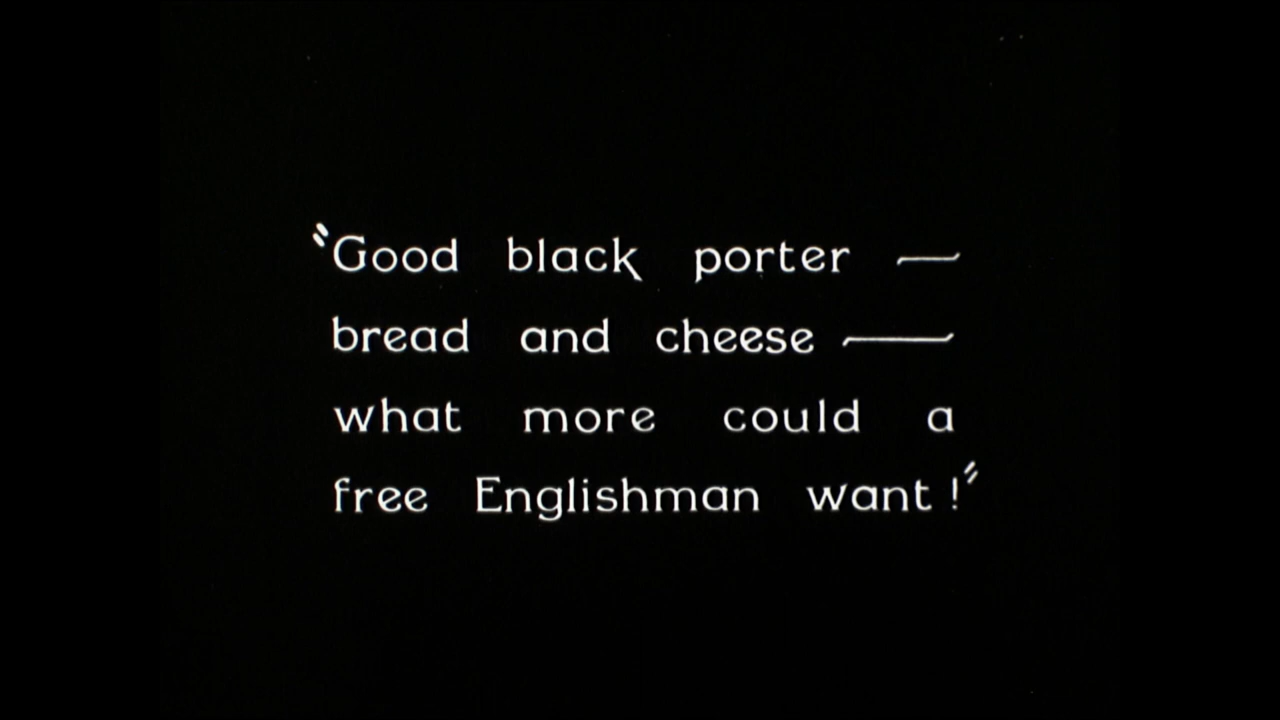 "Good black porter —
bread and cheese —
what more could a
free Englishman want!"